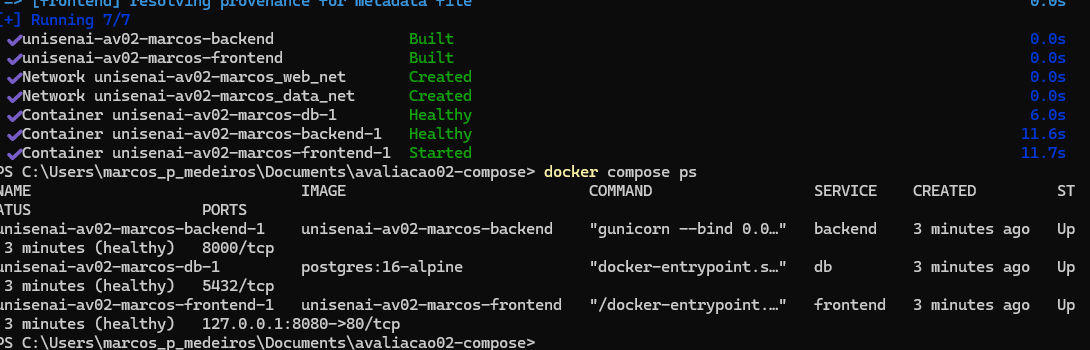 => [frontend] resolving provenance for metadata file 0.0s
[+] Running 7/7
✔unisenai-av02-marcos-backend Built 0.0s
✔unisenai-av02-marcos-frontend Built 0.0s
✔Network unisenai-av02-marcos_web_net Created 0.0s
✔Network unisenai-av02-marcos_data_net Created 0.0s
✔Container unisenai-av02-marcos-db-1 Healthy 6.0s
✔Container unisenai-av02-marcos-backend-1 Healthy 11.6s
✔Container unisenai-av02-marcos-frontend-1 Started 11.7s
PS C:\Users\marcos_p_medeiros\Documents\avaliacao02-compose> docker compose ps
NAME IMAGE COMMAND SERVICE CREATED ST
ATUS PORTS
unisenai-av02-marcos-backend-1 unisenai-av02-marcos-backend "gunicorn --bind 0.0…" backend 3 minutes ago Up
3 minutes (healthy) 8000/tcp
unisenai-av02-marcos-db-1 postgres:16-alpine "docker-entrypoint.s…" db 3 minutes ago Up
3 minutes (healthy) 5432/tcp
unisenai-av02-marcos-frontend-1 unisenai-av02-marcos-frontend "/docker-entrypoint.…" frontend 3 minutes ago Up
3 minutes (healthy) 127.0.0.1:8080->80/tcp
PS C:\Users\marcos_p_medeiros\Documents\avaliacao02-compose>